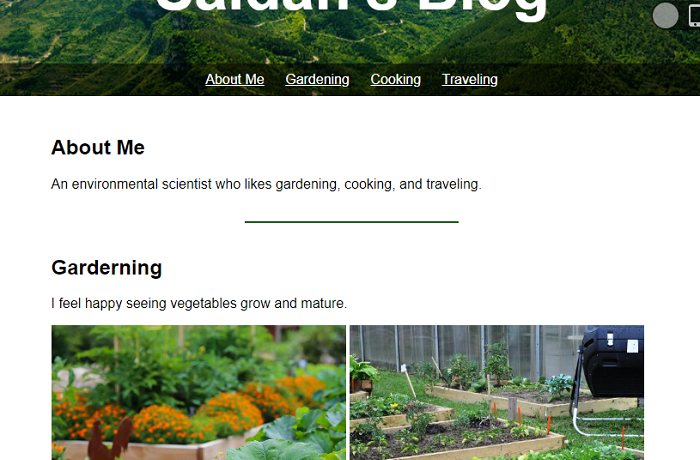 Blog
About Me Gardening Cooking Traveling
About Me
An environmental scientist who likes gardening, cooking, and traveling.
Garderning
I feel happy seeing vegetables grow and mature.